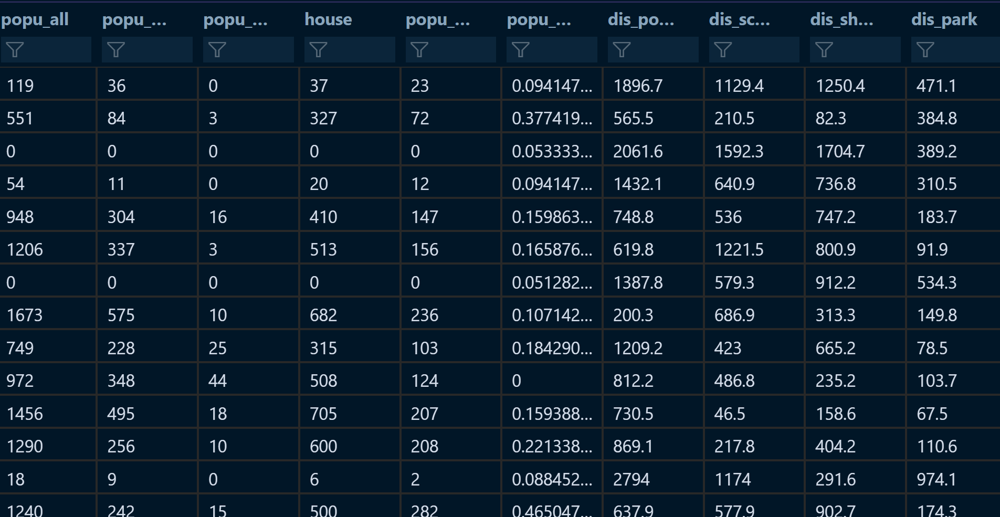 popu_all popu_... popu_... house popu_... popu_... dis_po... dis_sc... dis_sh... dis_park
119 36 0 37 23 0.094147... 1896.7 1129.4 1250.4 471.1
551 84 3 327 72 0.377419... 565.5 210.5 82.3 384.8
0 0 0 0 0 0.053333... 2061.6 1592.3 1704.7 389.2
54 11 0 20 12 0.094147... 1432.1 640.9 736.8 310.5
948 304 16 410 147 0.159863... 748.8 536 747.2 183.7
1206 337 3 513 156 0.165876... 619.8 1221.5 800.9 91.9
0 0 0 0 0 0.051282... 1387.8 579.3 912.2 534.3
1673 575 10 682 236 0.107142... 200.3 686.9 313.3 149.8
749 228 25 315 103 0.184290... 1209.2 423 665.2 78.5
972 348 44 508 124 0 812.2 486.8 235.2 103.7
1456 495 18 705 207 0.159388... 730.5 46.5 158.6 67.5
1290 256 10 600 208 0.221338... 869.1 217.8 404.2 110.6
18 9 0 6 2 0.088452... 2794 1174 291.6 974.1
1240 242 15 500 282 0.465047... 637.9 577.9 902.7 174.3